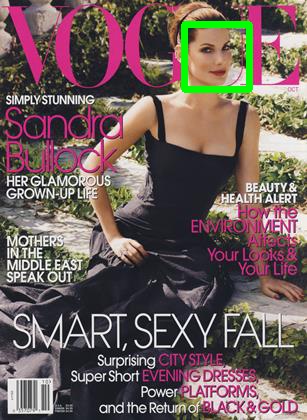 VOGUE
OCT
SIMPLY STUNNING
Sandra
Bullock
HER GLAMOROUS
GROWN-UP LIFE
BEAUTY &
HEALTH ALERT
How the
ENVIRONMENT
Affects
Your Looks &
Your Life
MOTHERS
IN THE
MIDDLE EAST
SPEAK OUT
SMART, SEXY FALL
Surprising CITY STYLE,
Super Short EVENING DRESSES,
Power PLATFORMS,
and the Return of BLACK & GOLD